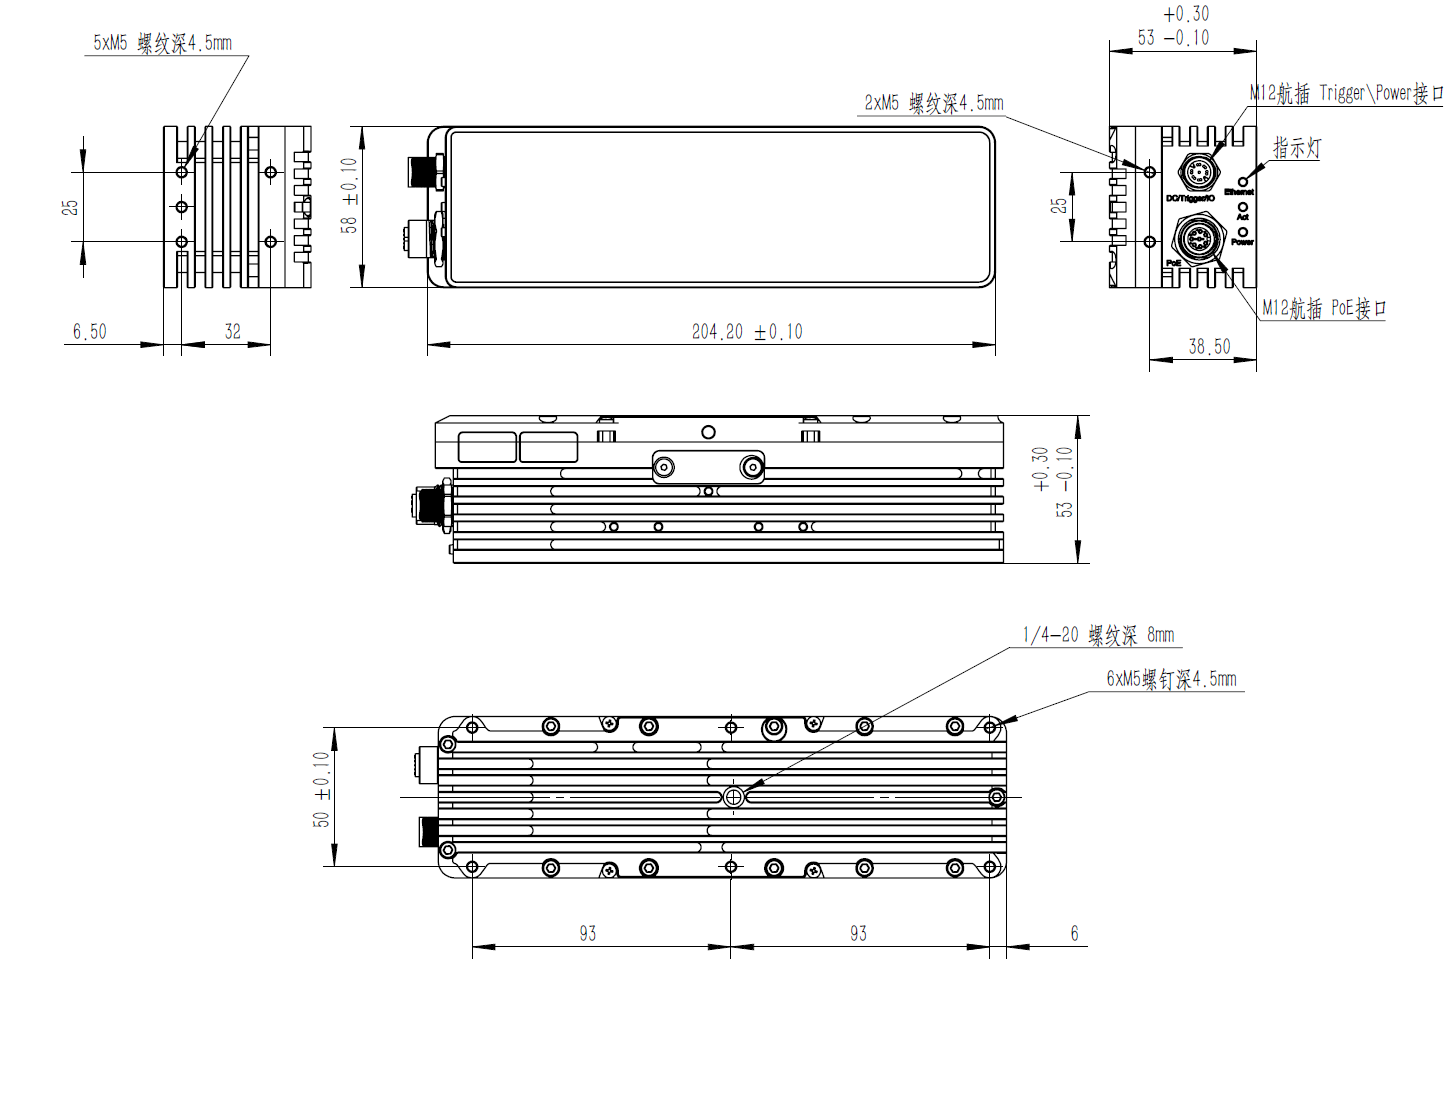 +0.30
53 -0.10
5xM5 螺纹深4.5mm
2xM5 螺纹深4.5mm
M12航插 Trigger\Power接口
指示灯
58 ±0.10
25
25
Ethernet
DC/Trigger/IO
Act
Power
PoE
M12航插 PoE接口
6.50
32
204.20 ±0.10
38.50
+0.30
53 -0.10
1/4-20 螺纹深 8mm
6xM5螺钉深4.5mm
50 ±0.10
93
93
6